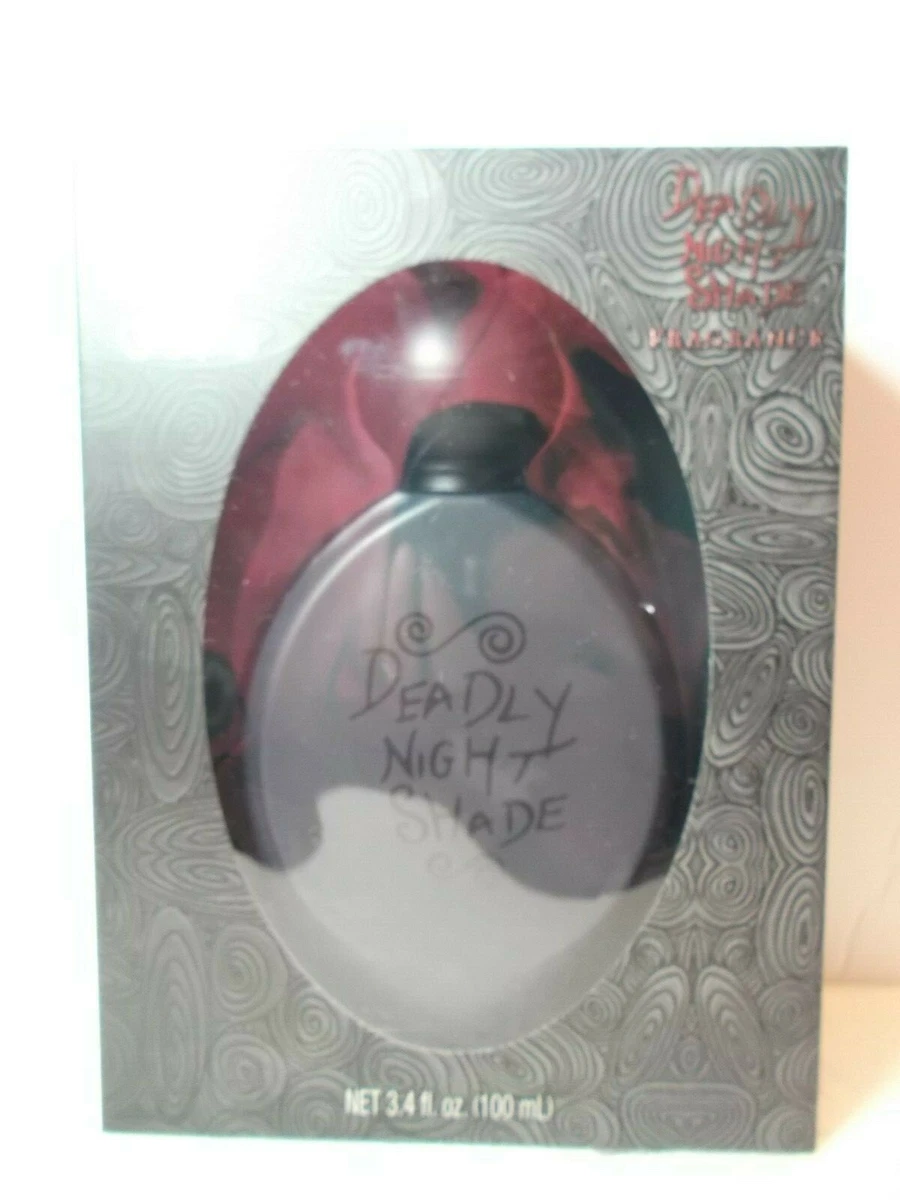 DEADLY
NIGHT
SHADE
FRAGRANCE
DEADLY
NIGHT
SHADE
NET 3.4 fl. oz. (100 mL)